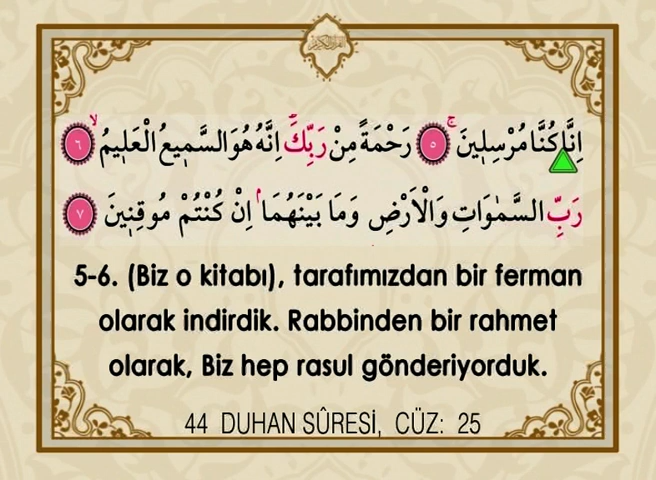 اِنَّا كُنَّا مُرْسِلٖينَۚ ٥ رَحْمَةً مِنْ رَبِّكَؕ اِنَّهُ هُوَ السَّمٖيعُ الْعَلٖيمُۙ ٦
رَبِّ السَّمٰوَاتِ وَالْاَرْضِ وَمَا بَيْنَهُمَاۢ اِنْ كُنْتُمْ مُوقِنٖينَ ٧
5-6. (Biz o kitabı), tarafımızdan bir ferman
olarak indirdik. Rabbinden bir rahmet
olarak, Biz hep rasul gönderiyorduk.
44 DUHAN SÛRESİ, CÜZ: 25